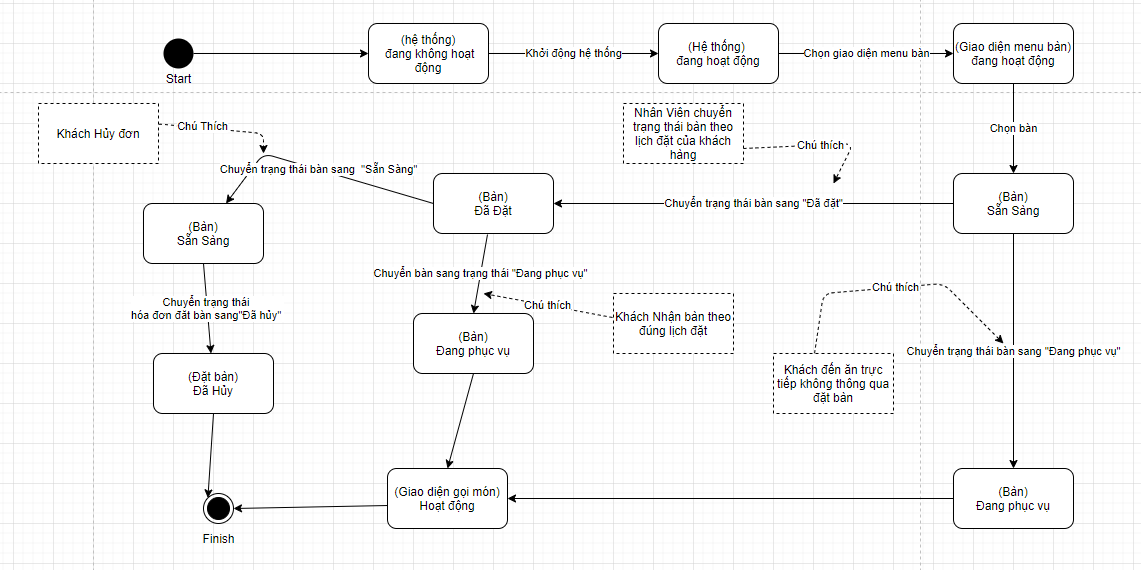 Start
(hệ thống)
đang không hoạt
động
Khởi động hệ thống
(Hệ thống)
đang hoạt động
Chọn giao diện menu bàn
(Giao diện menu bàn)
đang hoạt động
Khách Hủy đơn
Chú Thích
Nhân Viên chuyển
trạng thái bàn theo
lịch đặt của khách
hàng
Chú thích
Chọn bàn
Chuyển trạng thái bàn sang "Sẵn Sàng"
(Bàn)
Đã Đặt
Chuyển trạng thái bàn sang "Đã đặt"
(Bàn)
Sẵn Sàng
(Bàn)
Sẵn Sàng
Chuyển bàn sang trạng thái "Đang phục vụ"
Chú thích
Chú thích
Chuyển trạng thái
hóa đơn đăt bàn sang"Đã hủy"
Khách Nhận bàn theo
đúng lịch đặt
(Bàn)
Đang phục vụ
Chuyển trạng thái bàn sang "Đang phục vụ"
(Đặt bàn)
Đã Hủy
Khách đến ăn trực
tiếp không thông qua
đặt bàn
(Giao diện gọi món)
Hoạt động
(Bàn)
Đang phục vụ
Finish